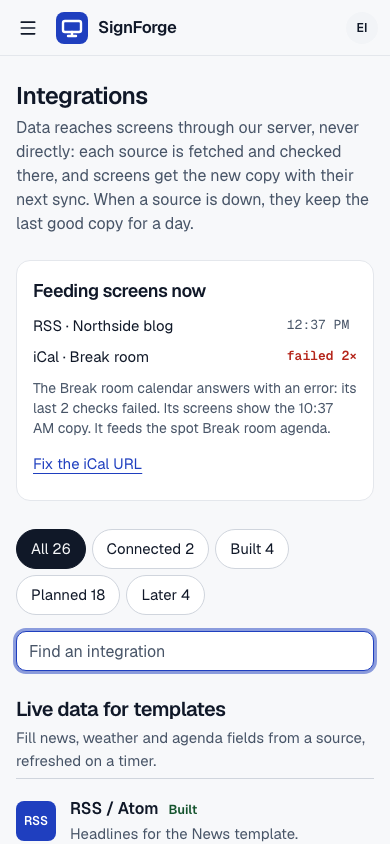 SignForge
EI
Integrations
Data reaches screens through our server, never
directly: each source is fetched and checked
there, and screens get the new copy with their
next sync. When a source is down, they keep the
last good copy for a day.
Feeding screens now
RSS · Northside blog 12:37 PM
iCal · Break room failed 2×
The Break room calendar answers with an error: its
last 2 checks failed. Its screens show the 10:37
AM copy. It feeds the spot Break room agenda.
Fix the iCal URL
All 26 Connected 2 Built 4
Planned 18 Later 4
Find an integration
Live data for templates
Fill news, weather and agenda fields from a source,
refreshed on a timer.
RSS RSS / Atom Built
Headlines for the News template.